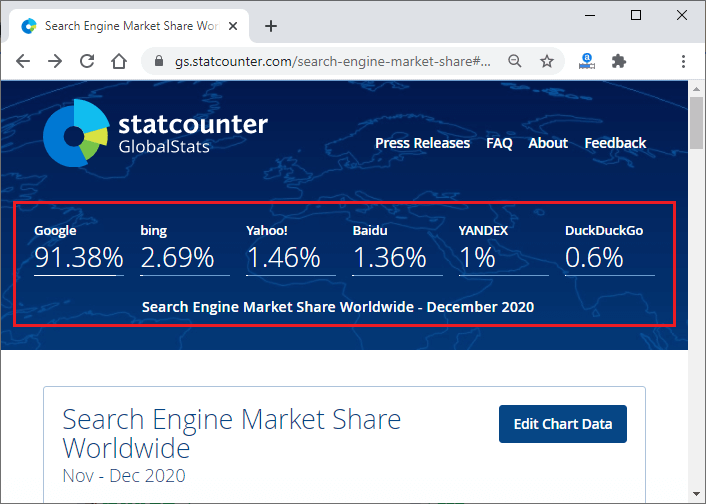 Search Engine Market Share Wor
gs.statcounter.com/search-engine-market-share#...
statcounter
GlobalStats
Press Releases FAQ About Feedback
Google bing Yahoo! Baidu YANDEX DuckDuckGo
91.38% 2.69% 1.46% 1.36% 1% 0.6%
Search Engine Market Share Worldwide - December 2020
Search Engine Market Share
Worldwide
Edit Chart Data
Nov - Dec 2020